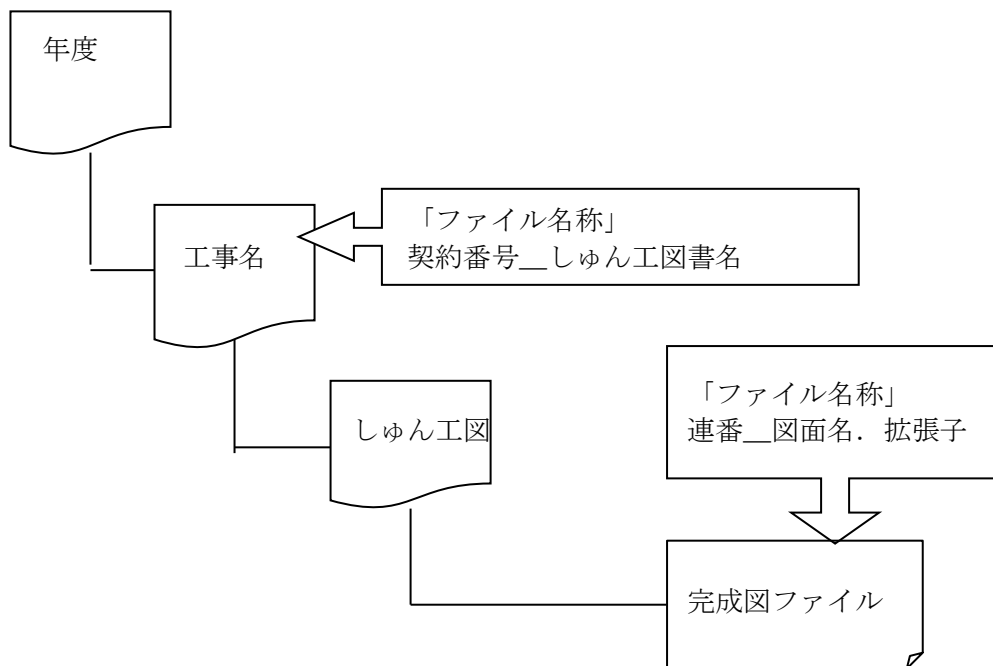 年度
工事名
「ファイル名称」
契約番号__しゅん工図書名
しゅん工図
「ファイル名称」
連番__図面名．拡張子
完成図ファイル